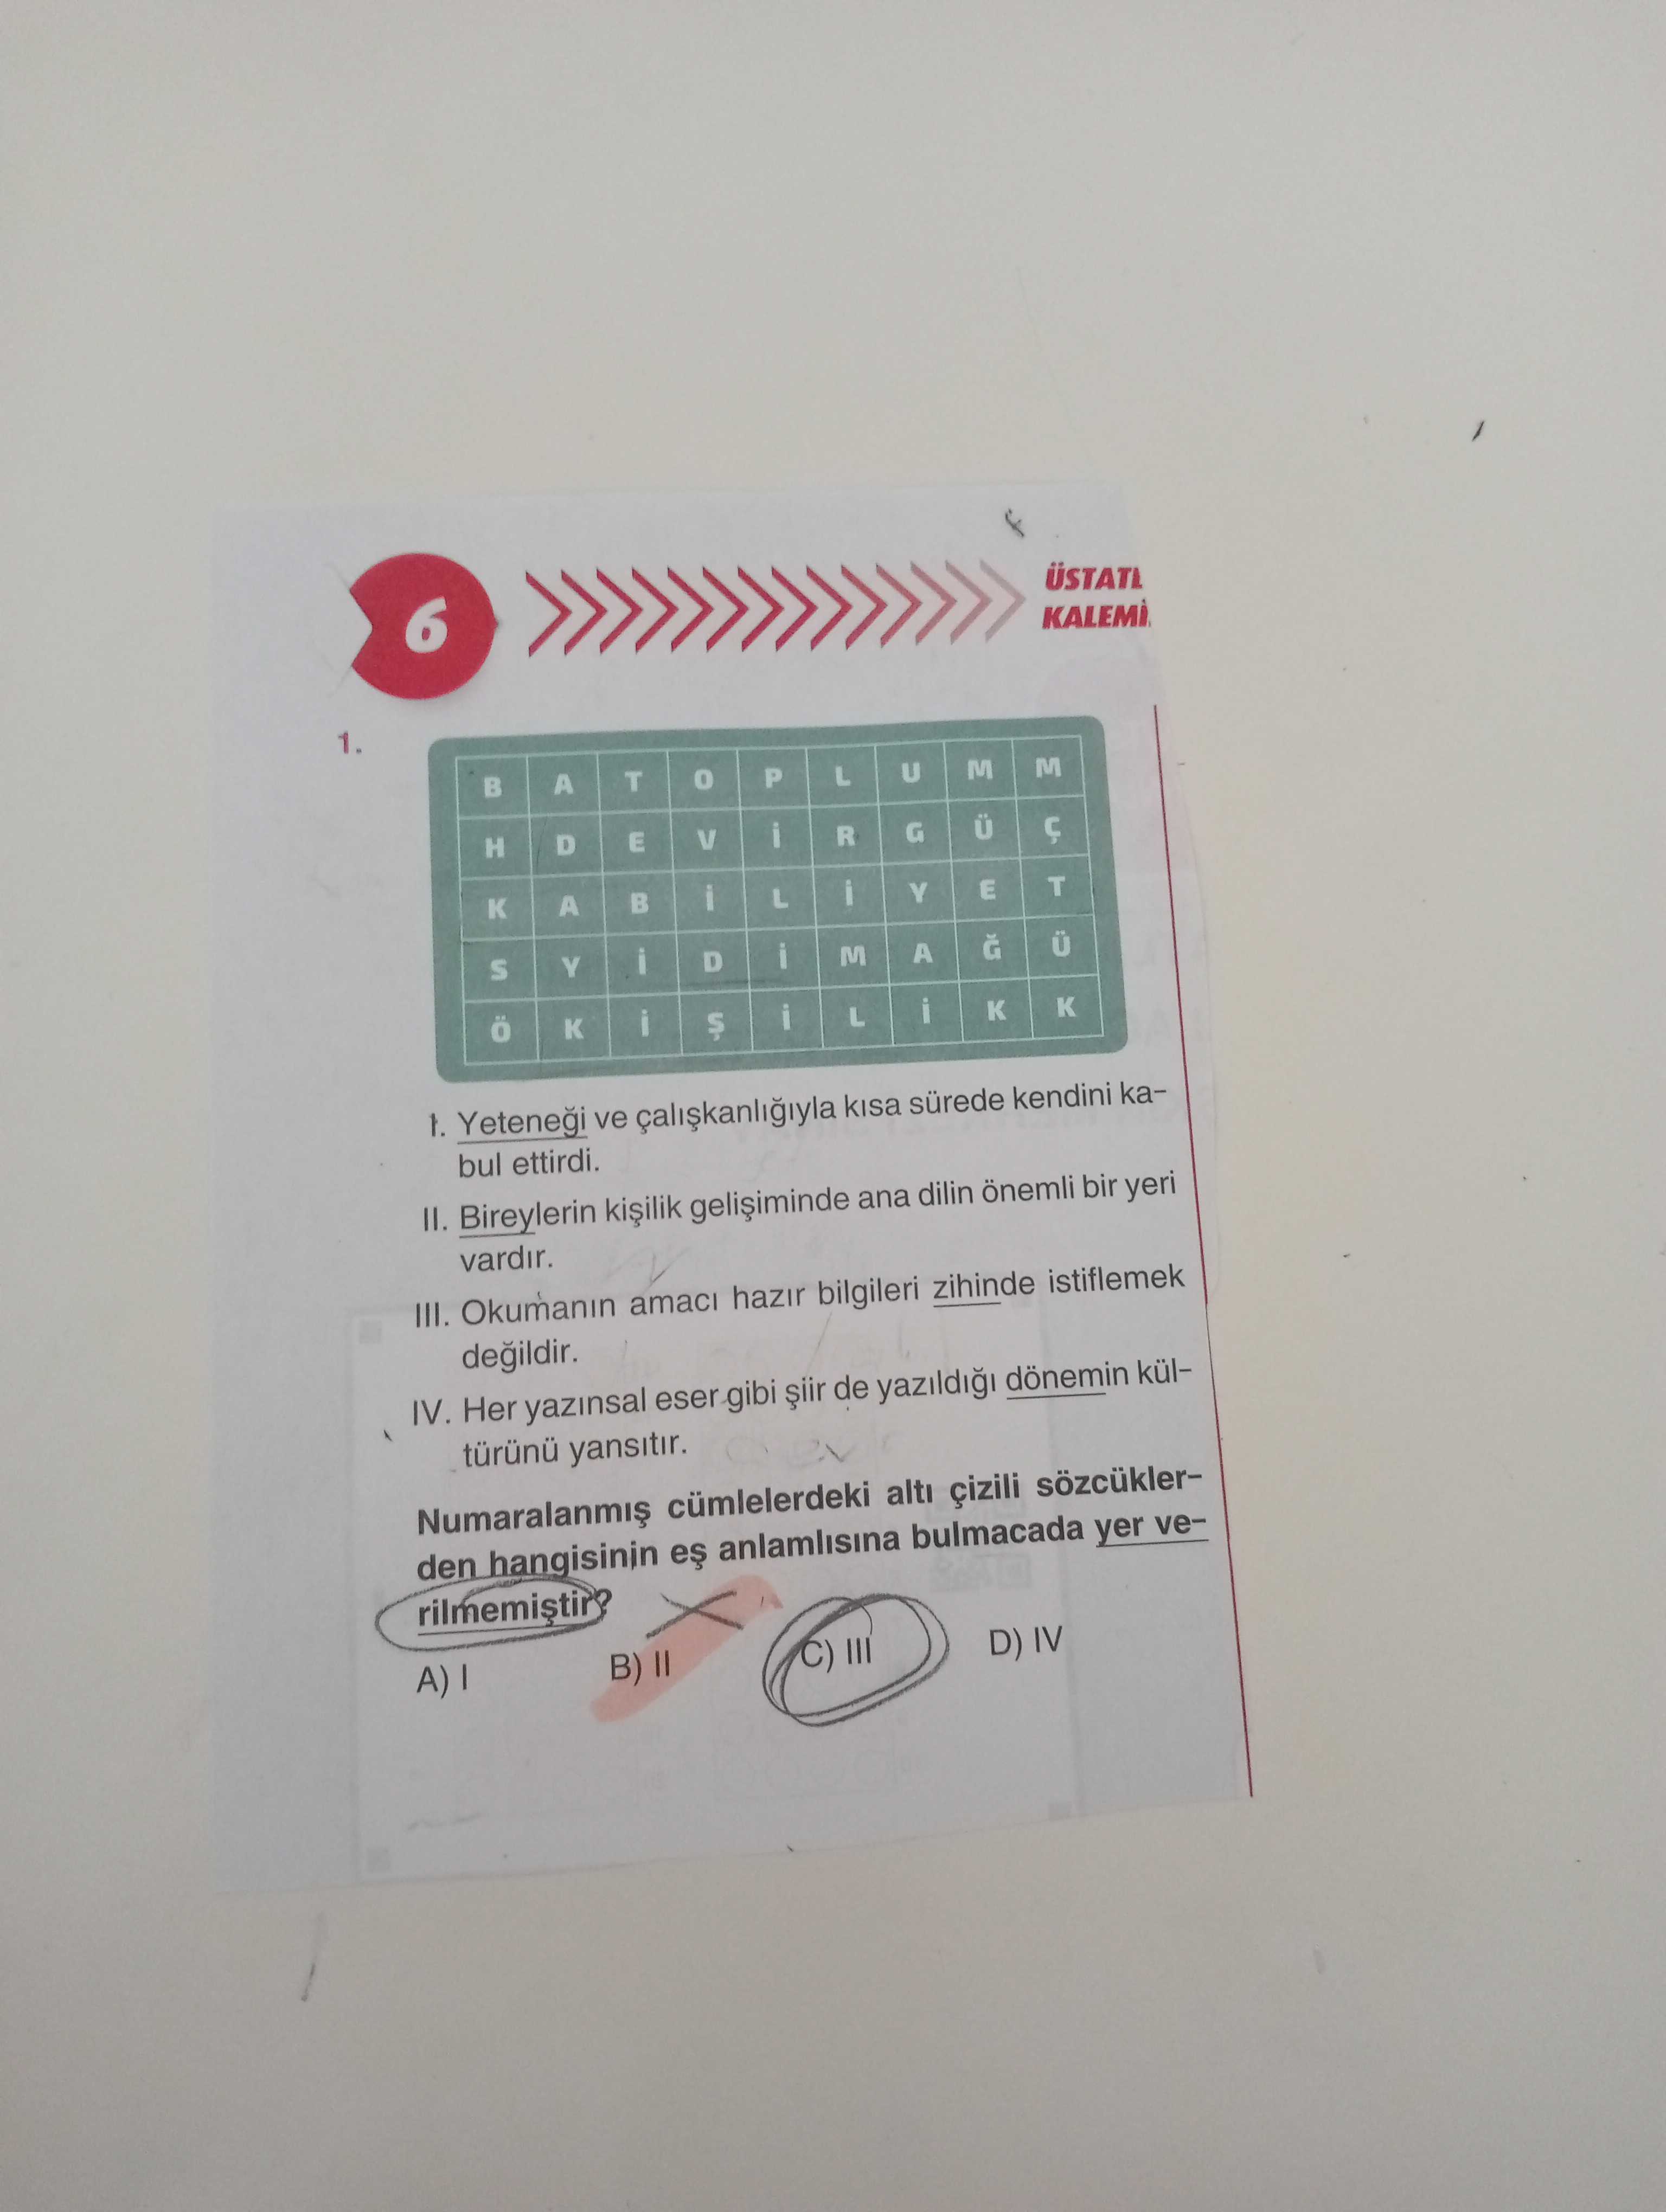 6
ÜSTATL
KALEMİ
1.
B A T O P L U M M
H D E V İ R G Ü Ç
K A B İ L İ Y E T
S Y İ D İ M A Ğ Ü
Ö K İ Ş İ L İ K K
I. Yeteneği ve çalışkanlığıyla kısa sürede kendini ka-
bul ettirdi.
II. Bireylerin kişilik gelişiminde ana dilin önemli bir yeri
vardır.
III. Okumanın amacı hazır bilgileri zihinde istiflemek
değildir.
IV. Her yazınsal eser gibi şiir de yazıldığı dönemin kül-
türünü yansıtır.
Numaralanmış cümlelerdeki altı çizili sözcükler-
den hangisinin eş anlamlısına bulmacada yer ve-
rilmemiştir?
A) I B) II C) III D) IV